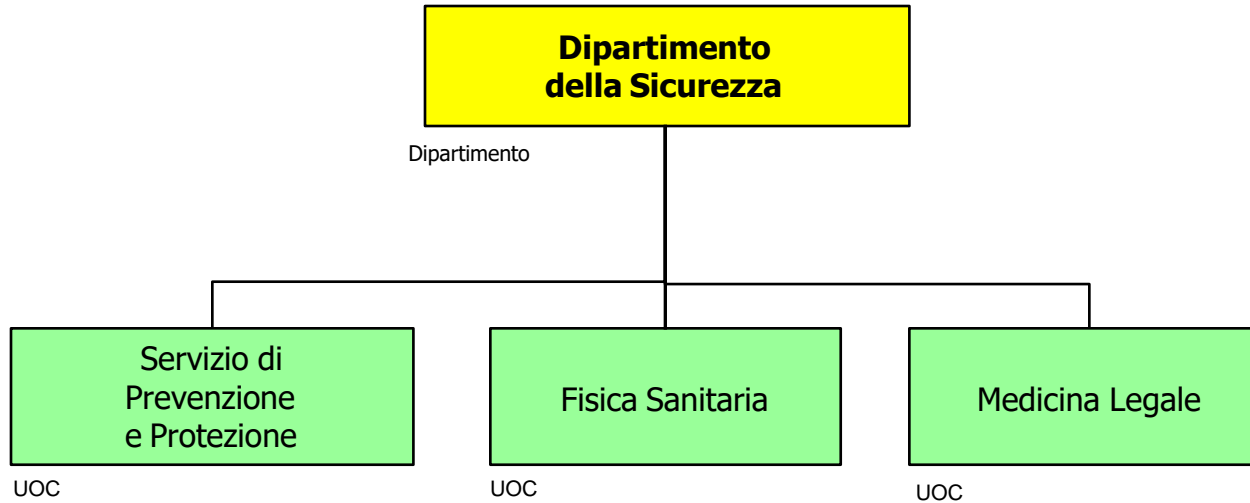 Dipartimento
della Sicurezza
Dipartimento
Servizio di
Prevenzione
e Protezione
UOC
Fisica Sanitaria
UOC
Medicina Legale
UOC